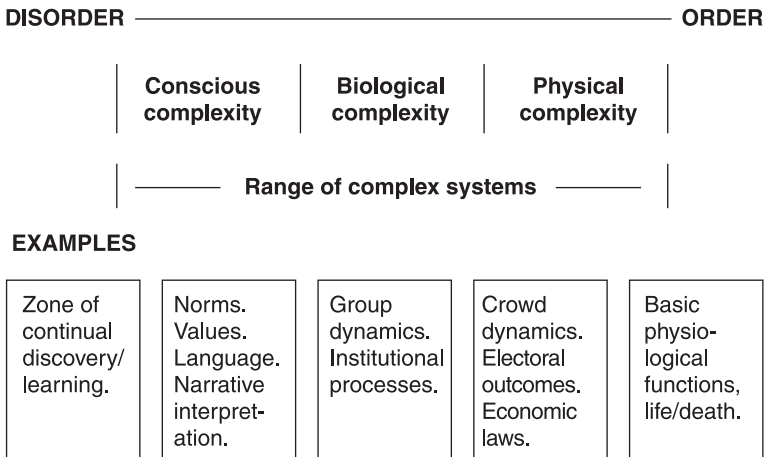 DISORDER ORDER
Conscious complexity
Biological complexity
Physical complexity
Range of complex systems
EXAMPLES
Zone of
continual
discovery/
learning.
Norms.
Values.
Language.
Narrative
interpret-
ation.
Group
dynamics.
Institutional
processes.
Crowd
dynamics.
Electoral
outcomes.
Economic
laws.
Basic
physio-
logical
functions,
life/death.